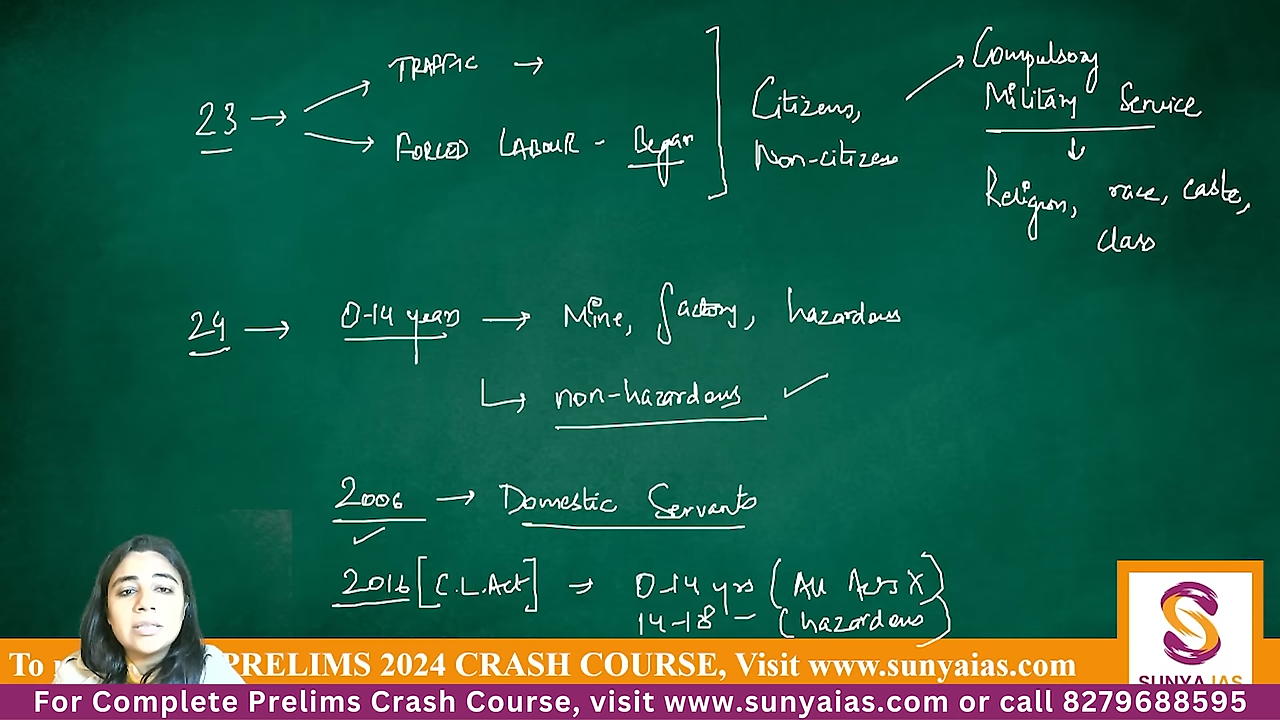 23 → TRAFFIC →
FORCED LABOUR - Begar
Citizens,
Non-citizens
Compulsory
Military Service
↓
Religion, race, caste,
class
24 → 0-14 years → Mine, factory, hazardous
↳ non-hazardous ✓
2006 → Domestic Servants
✓
2016 [C.L.Act] → 0-14 yrs (All Acts X)
14-18 - (hazardous)
To PRELIMS 2024 CRASH COURSE, Visit www.sunyaias.com
SUNYA IAS
For Complete Prelims Crash Course, visit www.sunyaias.com or call 8279688595